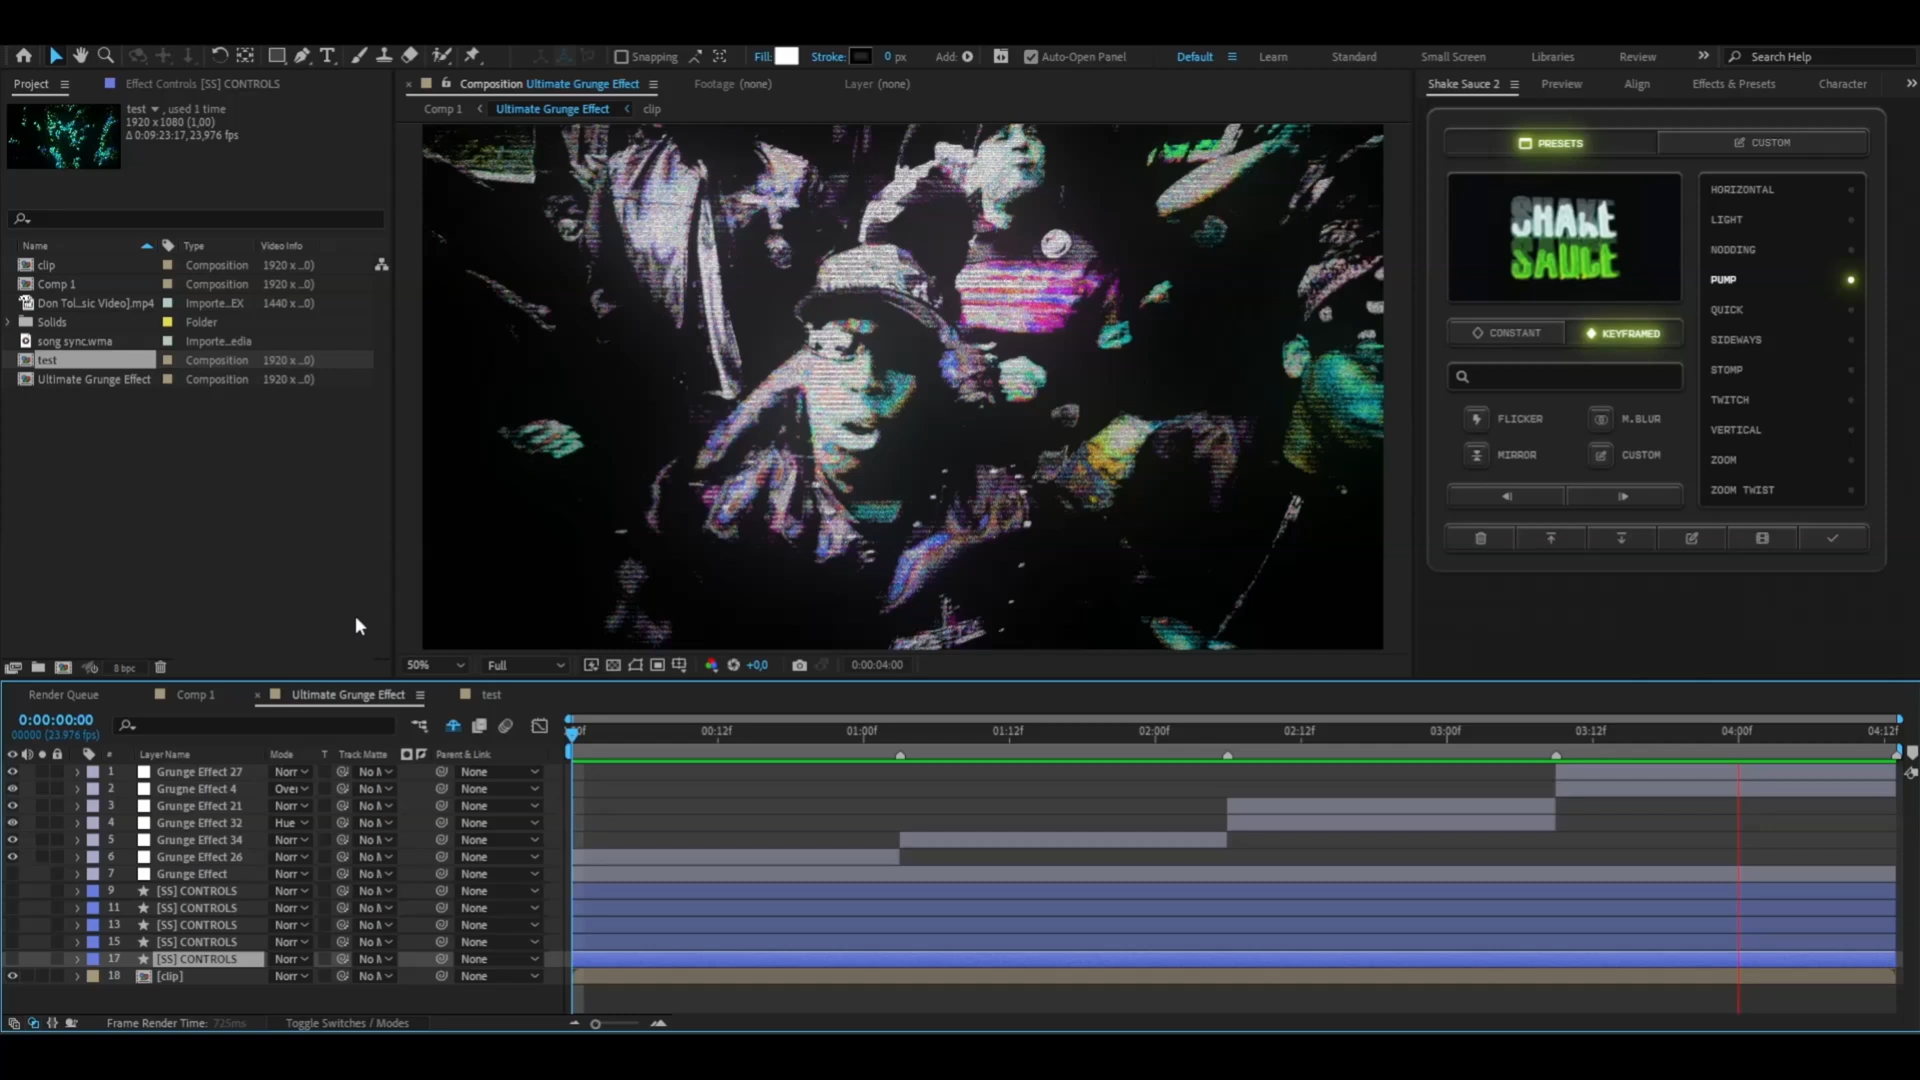 Snapping
Fill:
Stroke:
0 px
Add:
Auto-Open Panel
Default
Learn
Standard
Small Screen
Libraries
Review
Search Help
Project
Effect Controls [SS] CONTROLS
Composition Ultimate Grunge Effect
Footage (none)
Layer (none)
Shake Sauce 2
Preview
Align
Effects & Presets
Character
test ▾ , used 1 time
1920 x 1080 (1,00)
Δ 0:09:23:17, 23,976 fps
Comp 1
Ultimate Grunge Effect
clip
PRESETS
CUSTOM
SHAKE
SAUCE
HORIZONTAL
LIGHT
NODDING
PUMP
QUICK
SIDEWAYS
STOMP
TWITCH
VERTICAL
ZOOM
ZOOM TWIST
CONSTANT
KEYFRAMED
FLICKER
M.BLUR
MIRROR
CUSTOM
Name
Type
Video Info
clip
Composition
1920 x ...0)
Comp 1
Composition
1920 x ...0)
Don Tol...sic Video].mp4
Importe...EX
1440 x ...0)
Solids
Folder
song sync.wma
Importe...edia
test
Composition
1920 x ...0)
Ultimate Grunge Effect
Composition
1920 x ...0)
8 bpc
50%
Full
+0,0
0:00:04:00
Render Queue
Comp 1
Ultimate Grunge Effect
test
0:00:00:00
00000 (23.976 fps)
:00f
00:12f
01:00f
01:12f
02:00f
02:12f
03:00f
03:12f
04:00f
04:12f
#
Layer Name
Mode
T
Track Matte
Parent & Link
1 Grunge Effect 27 Norr No M None
2 Grugne Effect 4 Over No M None
3 Grunge Effect 21 Norr No M None
4 Grunge Effect 32 Hue No M None
5 Grunge Effect 34 Norr No M None
6 Grunge Effect 26 Norr No M None
7 Grunge Effect Norr No M None
9 [SS] CONTROLS Norr No M None
11 [SS] CONTROLS Norr No M None
13 [SS] CONTROLS Norr No M None
15 [SS] CONTROLS Norr No M None
17 [SS] CONTROLS Norr No M None
18 [clip] Norr No M None
Frame Render Time: 725ms
Toggle Switches / Modes